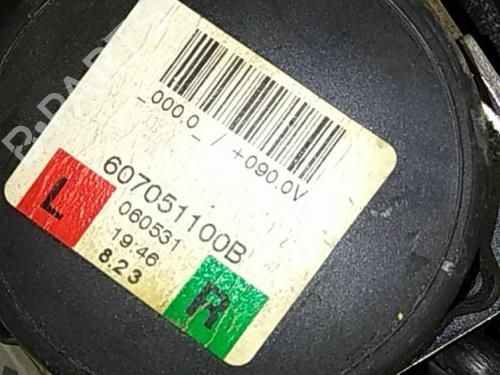 _000.0_ / +090.0V
607051100B
L
060531
19:46
8.23
R